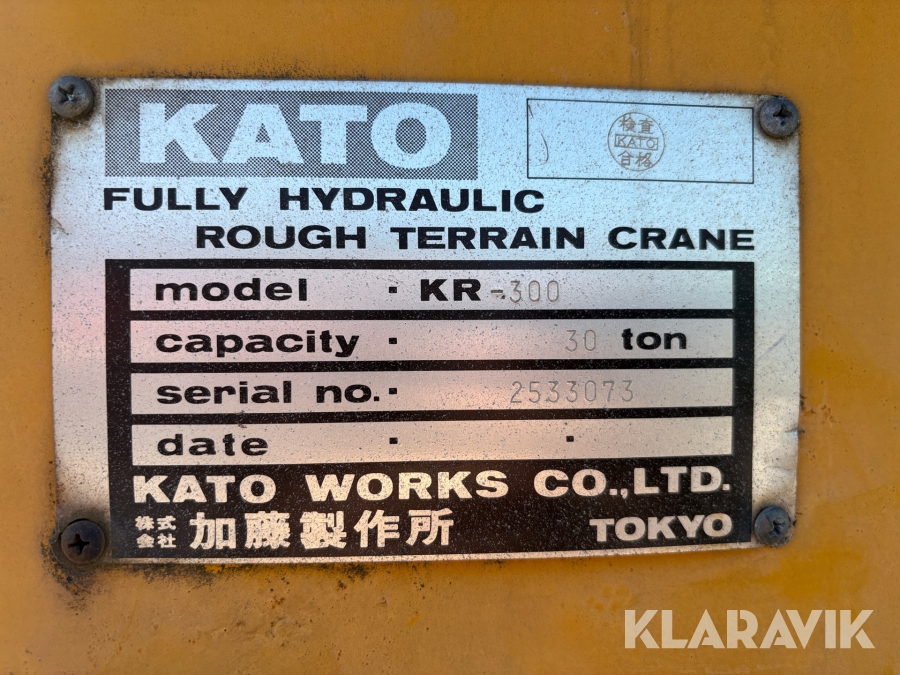 KATO
検査
KATO
合格
FULLY HYDRAULIC
ROUGH TERRAIN CRANE
model · KR-300
capacity · 30 ton
serial no. · 2533073
date · ·
KATO WORKS CO.,LTD.
株式会社 加藤製作所 TOKYO
KLARAVIK